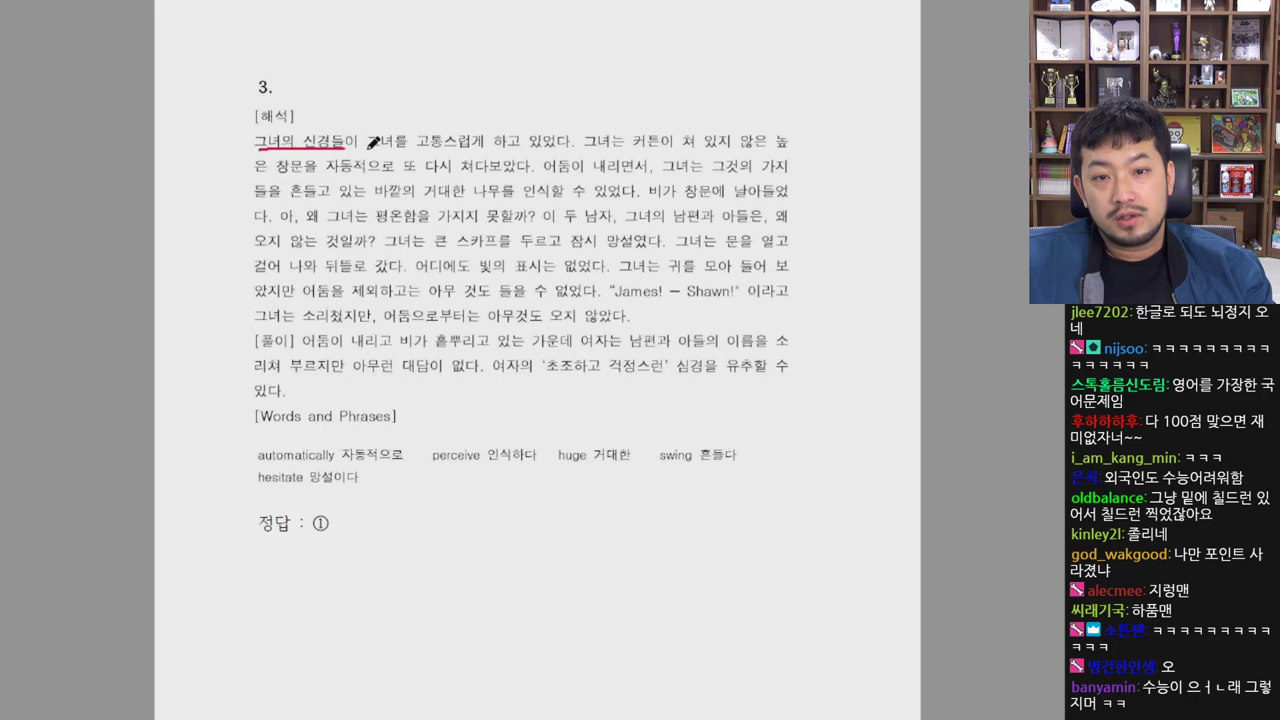 3.
[해석]
그녀의 신경들이 녀를 고통스럽게 하고 있었다. 그녀는 커튼이 쳐 있지 않은 높
은 창문을 자동적으로 또 다시 쳐다보았다. 어둠이 내리면서, 그녀는 그것의 가지
들을 흔들고 있는 바깥의 거대한 나무를 인식할 수 있었다. 비가 창문에 날아들었
다. 아, 왜 그녀는 평온함을 가지지 못할까? 이 두 남자, 그녀의 남편과 아들은, 왜
오지 않는 것일까? 그녀는 큰 스카프를 두르고 잠시 망설였다. 그녀는 문을 열고
걸어 나와 뒤뜰로 갔다. 어디에도 빛의 표시는 없었다. 그녀는 귀를 모아 들어 보
았지만 어둠을 제외하고는 아무 것도 들을 수 없었다. “James! — Shawn!” 이라고
그녀는 소리쳤지만, 어둠으로부터는 아무것도 오지 않았다.
[풀이] 어둠이 내리고 비가 흩뿌리고 있는 가운데 여자는 남편과 아들의 이름을 소
리쳐 부르지만 아무런 대답이 없다. 여자의 ‘초조하고 걱정스런’ 심경을 유추할 수
있다.
[Words and Phrases]
automatically 자동적으로 perceive 인식하다 huge 거대한 swing 흔들다
hesitate 망설이다
정답 : ①
jlee7202: 한글로 되도 뇌정지 오
네
nijsoo: ㅋㅋㅋㅋㅋㅋㅋㅋㅋ
ㅋㅋㅋㅋㅋㅋ
스톡홀름신도림: 영어를 가장한 국
어문제임
후하하하후: 다 100점 맞으면 재
미없자너~~
i_am_kang_min: ㅋㅋㅋ
외국인도 수능어려워함
oldbalance: 그냥 밑에 칠드런 있
어서 칠드런 찍었잖아요
kinley2l: 졸리네
god_wakgood: 나만 포인트 사
라졌냐
alecmee: 지렁맨
씨래기국: 하품맨
소튼짼: ㅋㅋㅋㅋㅋㅋㅋㅋㅋ
ㅋㅋㅋ
빙건헌인생: 오
banyamin: 수능이 으ㅓㄴ래 그렇
지머 ㅋㅋ